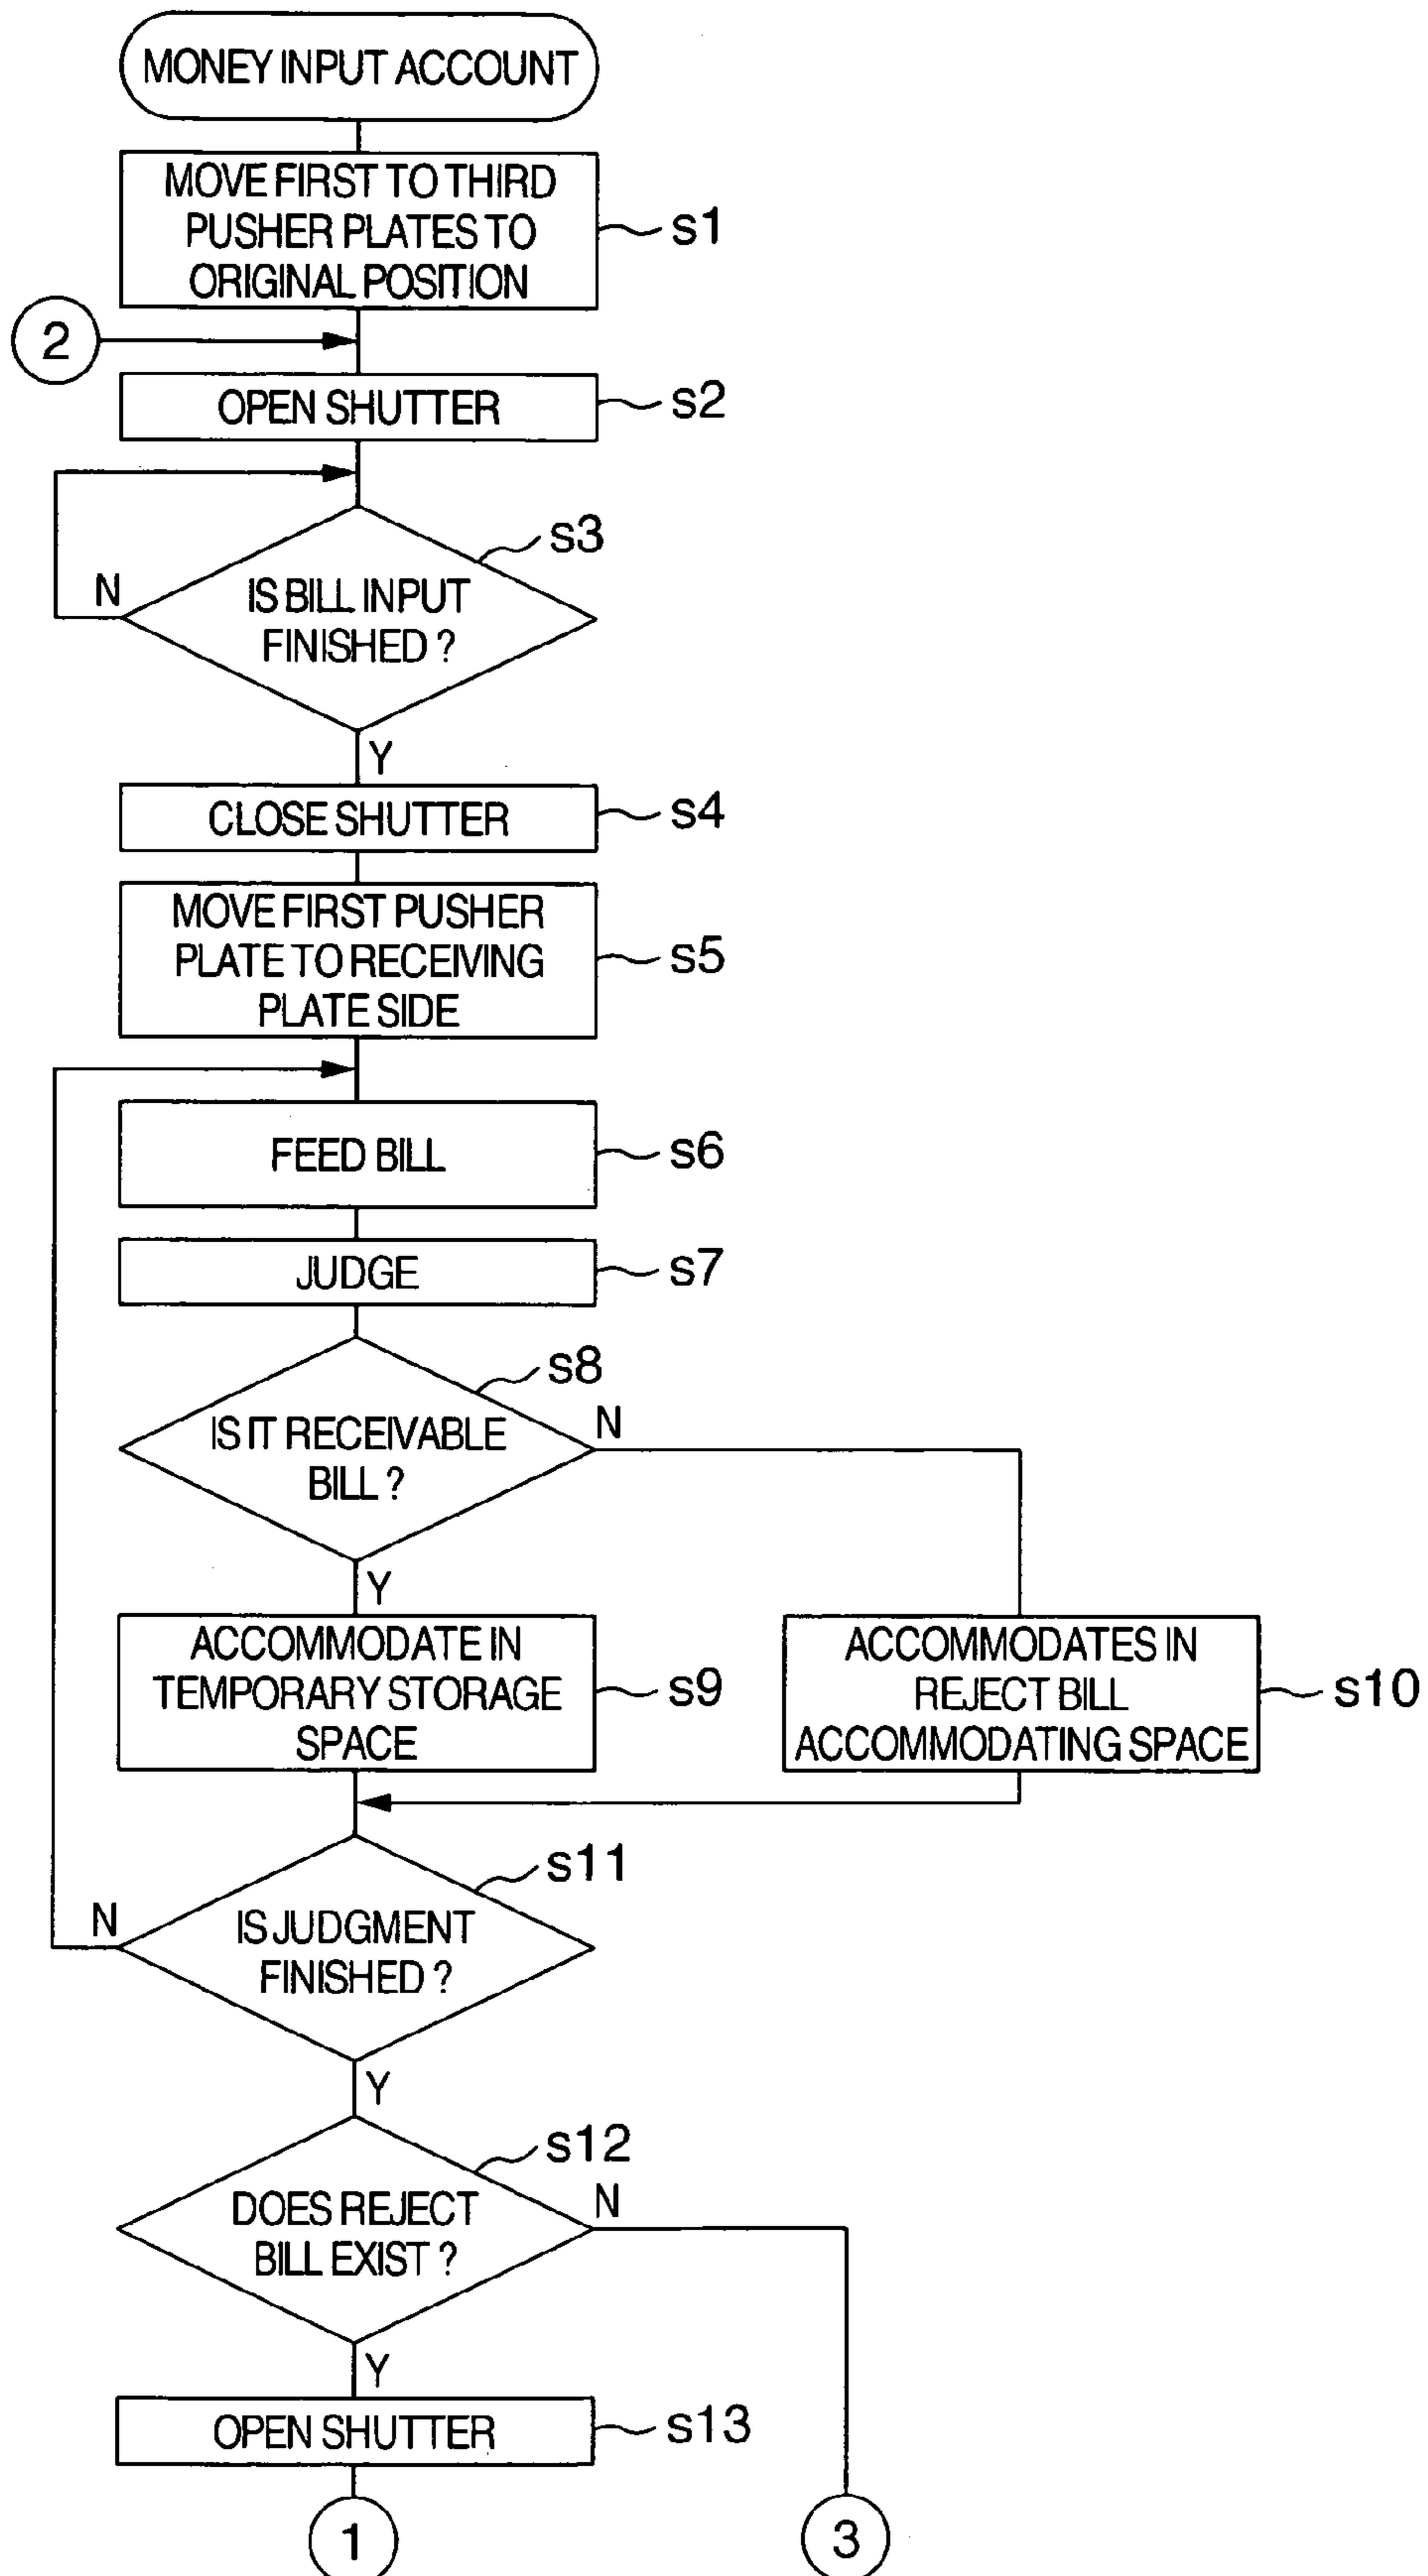 MONEY INPUT ACCOUNT
MOVE FIRST TO THIRD
PUSHER PLATES TO
ORIGINAL POSITION
s1
2
OPEN SHUTTER
s2
s3
N
IS BILL INPUT
FINISHED ?
Y
CLOSE SHUTTER
s4
MOVE FIRST PUSHER
PLATE TO RECEIVING
PLATE SIDE
s5
FEED BILL
s6
JUDGE
s7
s8
IS IT RECEIVABLE
BILL ?
N
Y
ACCOMMODATE IN
TEMPORARY STORAGE
SPACE
s9
ACCOMMODATES IN
REJECT BILL
ACCOMMODATING SPACE
s10
s11
N
IS JUDGMENT
FINISHED ?
Y
s12
DOES REJECT
BILL EXIST ?
N
Y
OPEN SHUTTER
s13
1
3